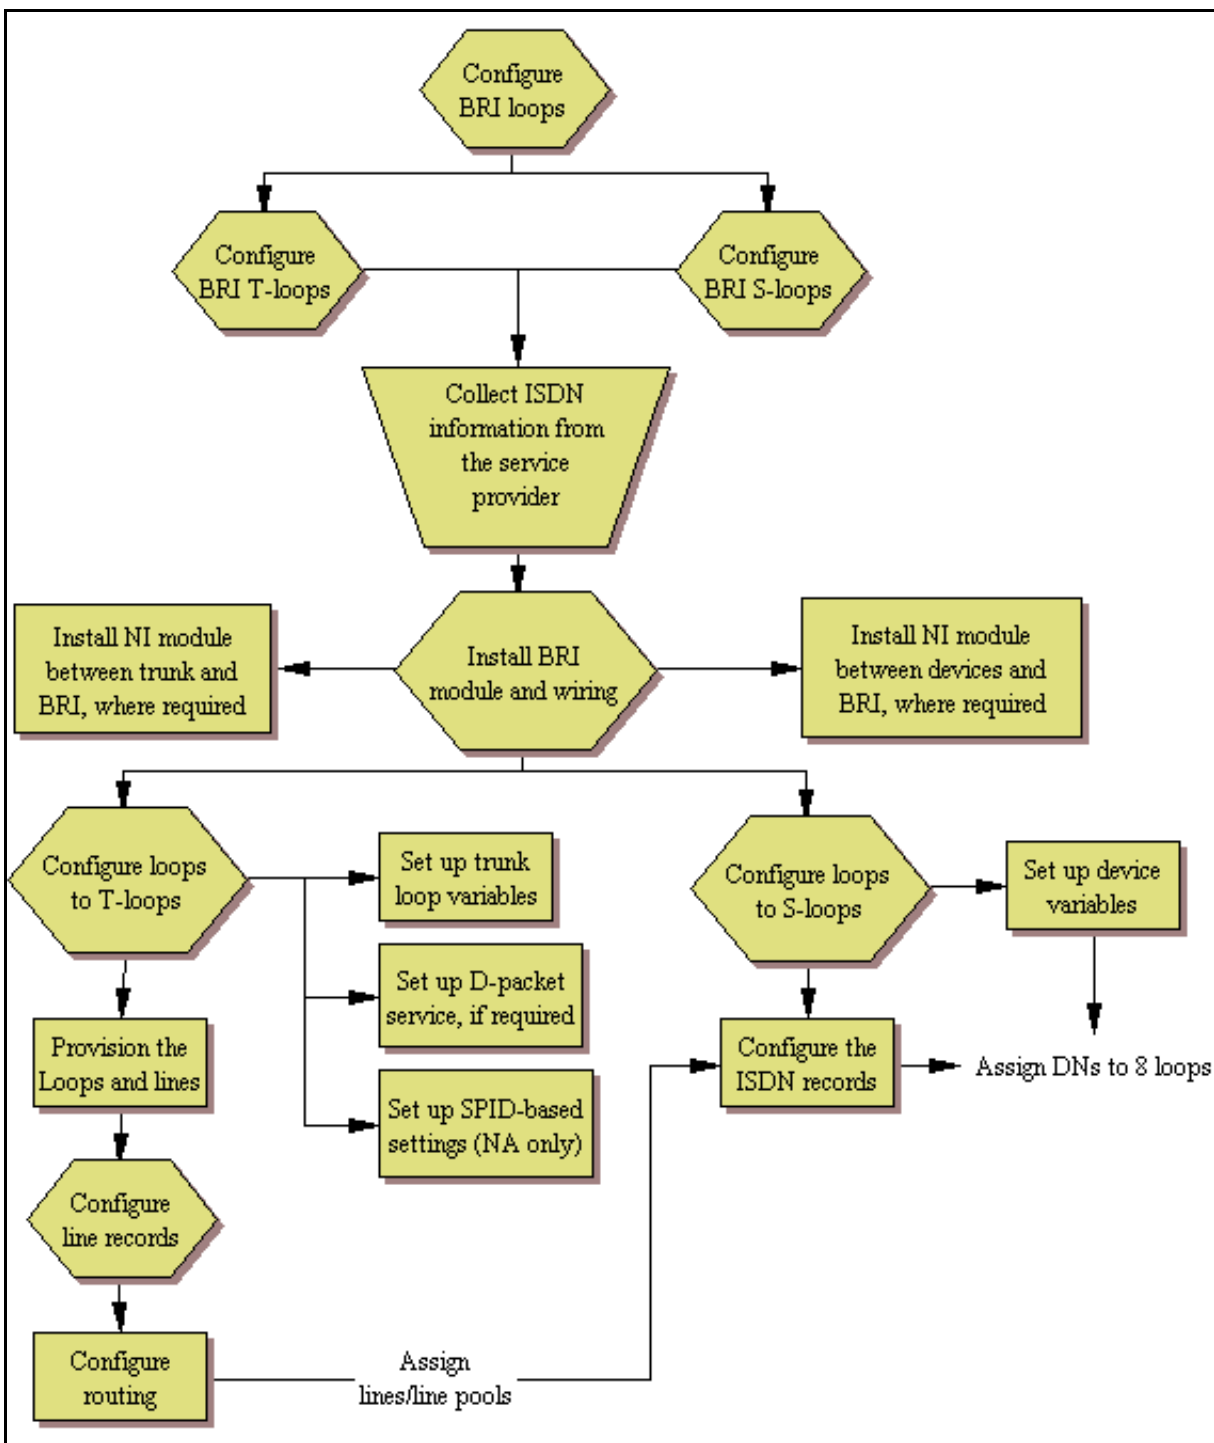 Configure
BRI loops
Configure
BRI T-loops
Configure
BRI S-loops
Collect ISDN
information from
the service
provider
Install NI module
between trunk and
BRI, where required
Install BRI
module and wiring
Install NI module
between devices and
BRI, where required
Configure loops
to T-loops
Set up trunk
loop variables
Configure loops
to S-loops
Set up device
variables
Set up D-packet
service, if required
Provision the
Loops and lines
Configure the
ISDN records
Assign DNs to 8 loops
Set up SPID-based
settings (NA only)
Configure
line records
Configure
routing
Assign
lines/line pools